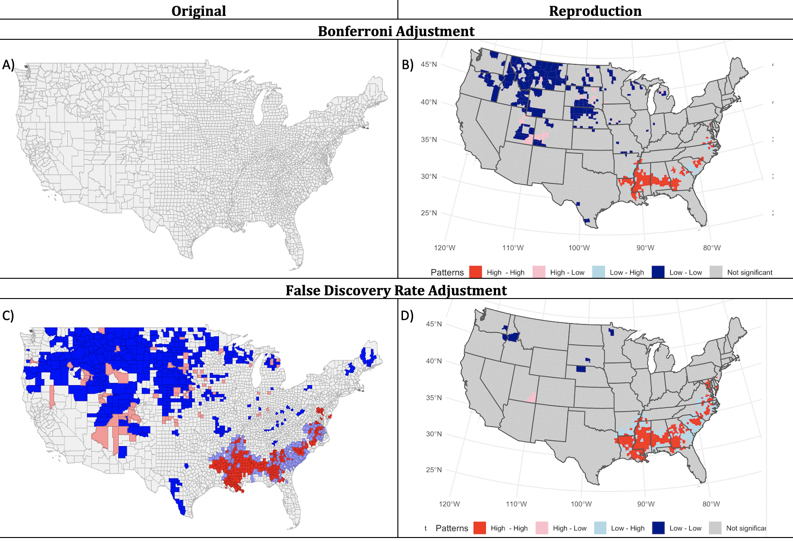 Original Reproduction
Bonferroni Adjustment
A) B)
45°N
40°N
35°N
30°N
25°N
120°W 110°W 100°W 90°W 80°W
Patterns High - High High - Low Low - High Low - Low Not significant
False Discovery Rate Adjustment
C) D)
45°N
40°N
35°N
30°N
25°N
120°W 110°W 100°W 90°W 80°W
t Patterns High - High High - Low Low - High Low - Low Not significar